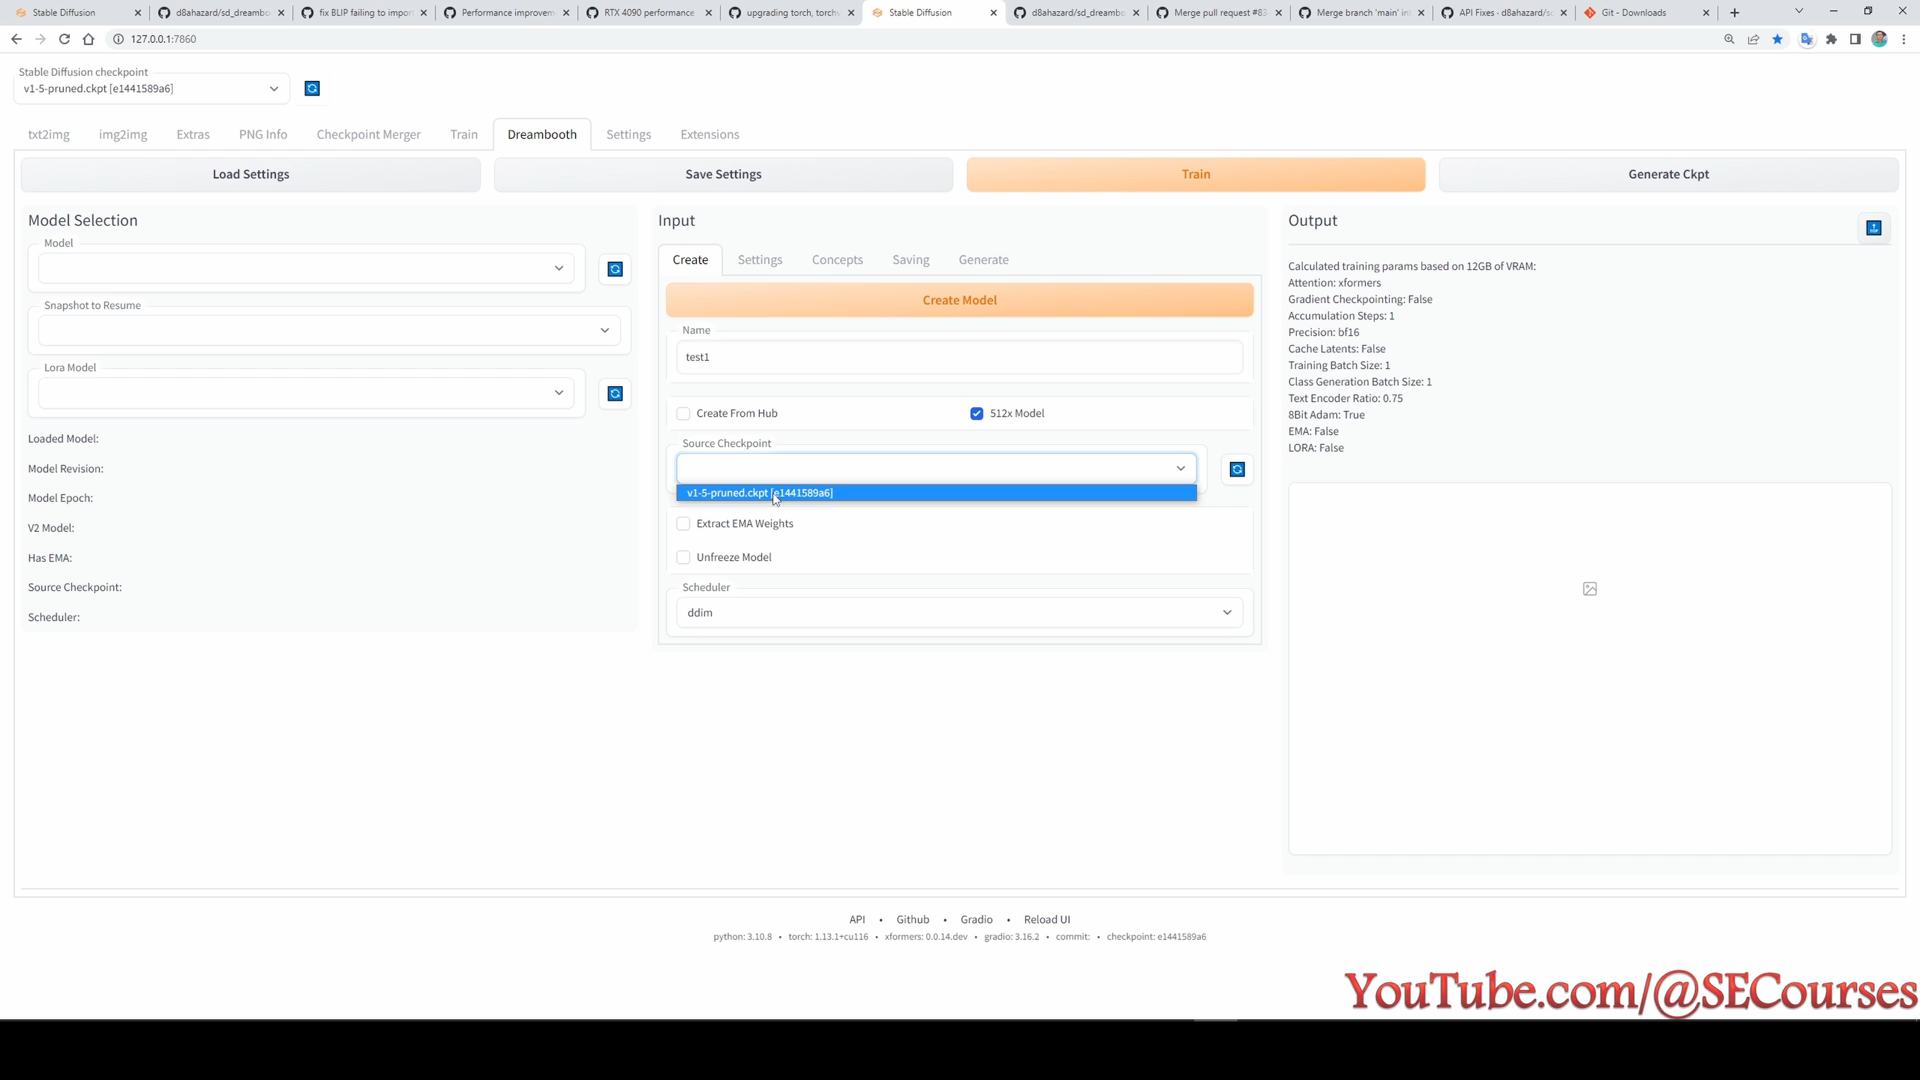 Stable Diffusion
d8ahazard/sd_dreambo
fix BLIP failing to impor
Performance improvem
RTX 4090 performance
upgrading torch, torchv
Stable Diffusion
d8ahazard/sd_dreambo
Merge pull request #83
Merge branch 'main' in
API Fixes · d8ahazard/s
Git - Downloads
127.0.0.1:7860
Stable Diffusion checkpoint
v1-5-pruned.ckpt [e1441589a6]
txt2img
img2img
Extras
PNG Info
Checkpoint Merger
Train
Dreambooth
Settings
Extensions
Load Settings
Save Settings
Train
Generate Ckpt
Model Selection
Model
Snapshot to Resume
Lora Model
Loaded Model:
Model Revision:
Model Epoch:
V2 Model:
Has EMA:
Source Checkpoint:
Scheduler:
Input
Create
Settings
Concepts
Saving
Generate
Create Model
Name
test1
Create From Hub
512x Model
Source Checkpoint
v1-5-pruned.ckpt [e1441589a6]
Extract EMA Weights
Unfreeze Model
Scheduler
ddim
Output
Calculated training params based on 12GB of VRAM:
Attention: xformers
Gradient Checkpointing: False
Accumulation Steps: 1
Precision: bf16
Cache Latents: False
Training Batch Size: 1
Class Generation Batch Size: 1
Text Encoder Ratio: 0.75
8Bit Adam: True
EMA: False
LORA: False
API • Github • Gradio • Reload UI
python: 3.10.8 • torch: 1.13.1+cu116 • xformers: 0.0.14.dev • gradio: 3.16.2 • commit: • checkpoint: e1441589a6
YouTube.com/@SECourses